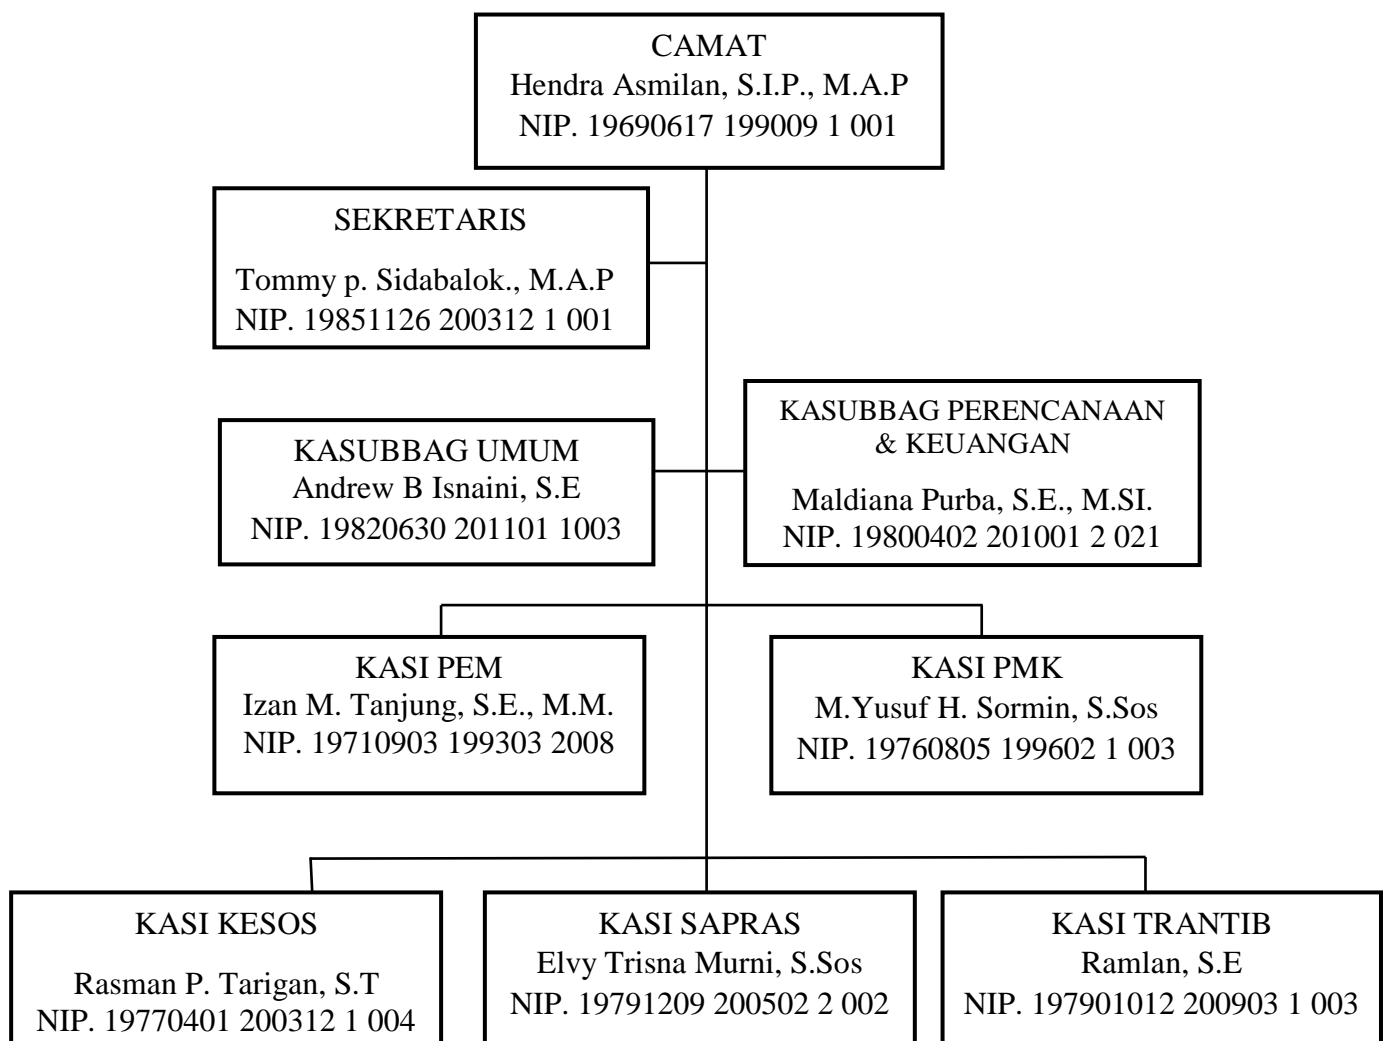 CAMAT
Hendra Asmilan, S.I.P., M.A.P
NIP. 19690617 199009 1 001
SEKRETARIS
Tommy p. Sidabalok., M.A.P
NIP. 19851126 200312 1 001
KASUBBAG UMUM
Andrew B Isnaini, S.E
NIP. 19820630 201101 1003
KASUBBAG PERENCANAAN
& KEUANGAN
Maldiana Purba, S.E., M.SI.
NIP. 19800402 201001 2 021
KASI PEM
Izan M. Tanjung, S.E., M.M.
NIP. 19710903 199303 2008
KASI PMK
M.Yusuf H. Sormin, S.Sos
NIP. 19760805 199602 1 003
KASI KESOS
Rasman P. Tarigan, S.T
NIP. 19770401 200312 1 004
KASI SAPRAS
Elvy Trisna Murni, S.Sos
NIP. 19791209 200502 2 002
KASI TRANTIB
Ramlan, S.E
NIP. 197901012 200903 1 003